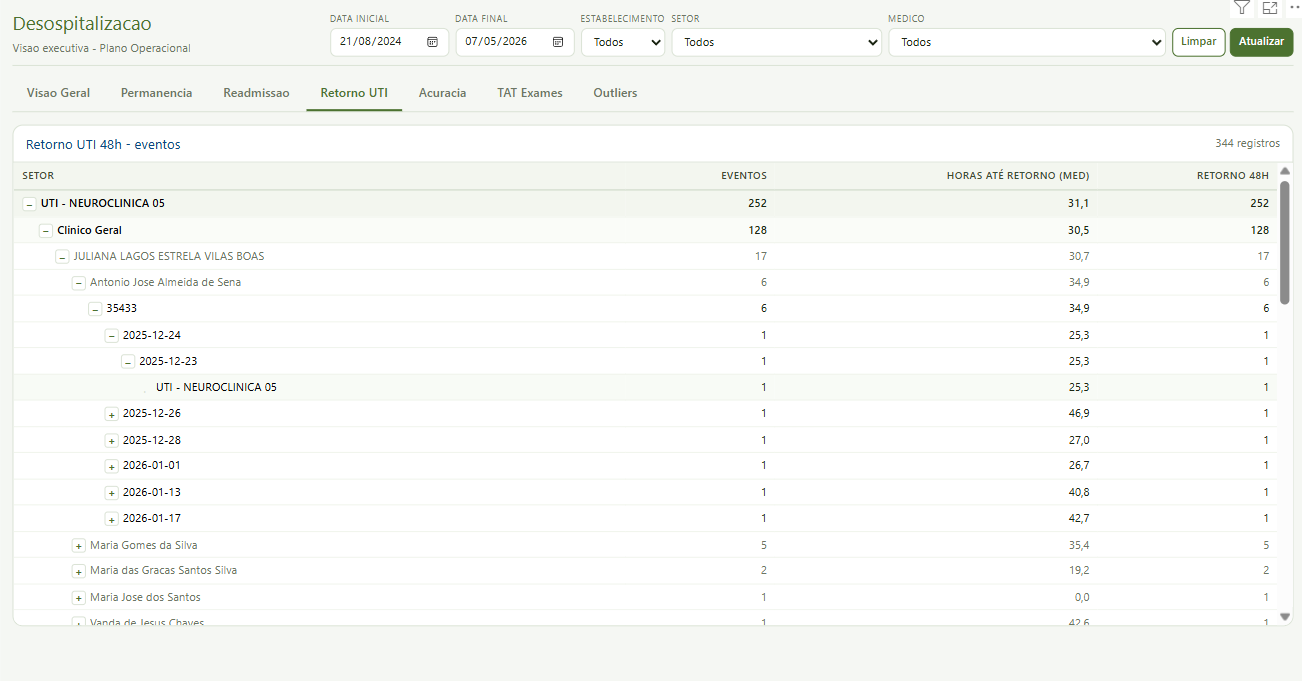 Desospitalizacao
Visao executiva - Plano Operacional
DATA INICIAL DATA FINAL ESTABELECIMENTO SETOR MEDICO
21/08/2024 07/05/2026 Todos Todos Todos Limpar Atualizar
Visao Geral Permanencia Readmissao Retorno UTI Acuracia TAT Exames Outliers
Retorno UTI 48h - eventos 344 registros
SETOR EVENTOS HORAS ATÉ RETORNO (MED) RETORNO 48H
UTI - NEUROCLINICA 05 252 31,1 252
Clinico Geral 128 30,5 128
JULIANA LAGOS ESTRELA VILAS BOAS 17 30,7 17
Antonio Jose Almeida de Sena 6 34,9 6
35433 6 34,9 6
2025-12-24 1 25,3 1
2025-12-23 1 25,3 1
UTI - NEUROCLINICA 05 1 25,3 1
2025-12-26 1 46,9 1
2025-12-28 1 27,0 1
2026-01-01 1 26,7 1
2026-01-13 1 40,8 1
2026-01-17 1 42,7 1
Maria Gomes da Silva 5 35,4 5
Maria das Gracas Santos Silva 2 19,2 2
Maria Jose dos Santos 1 0,0 1
Vanda de Jesus Chaves 1 42,6 1